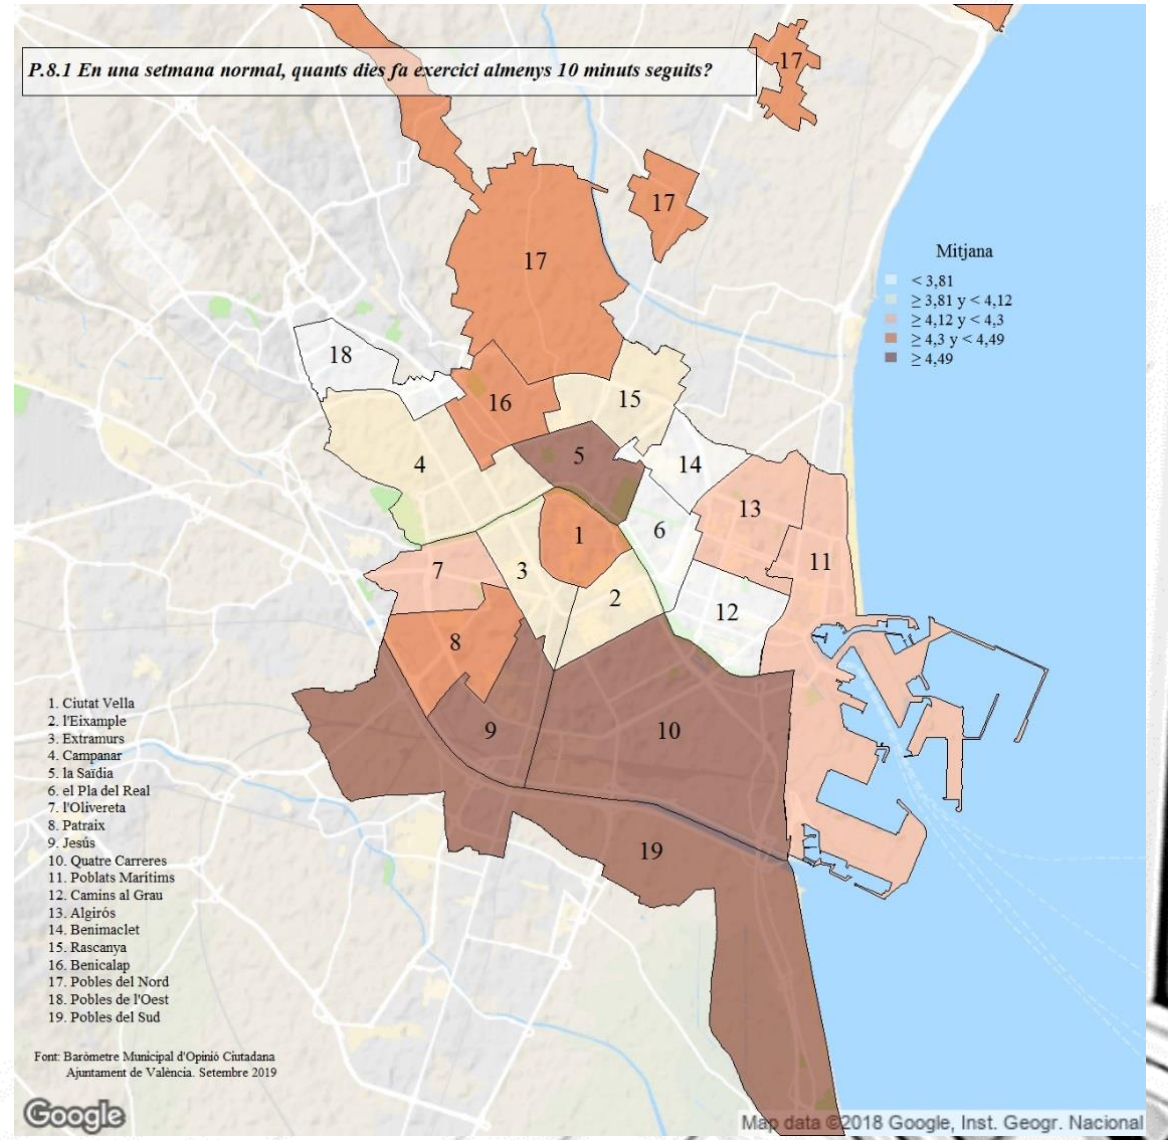 P.8.1 En una setmana normal, quants dies fa exercici almenys 10 minuts seguits?
17
17
17
Mitjana
< 3,81
≥ 3,81 y < 4,12
≥ 4,12 y < 4,3
≥ 4,3 y < 4,49
≥ 4,49
18
16
15
4
5
14
13
6
1
11
7
3
2
12
8
9
10
19
1. Ciutat Vella
2. l'Eixample
3. Extramurs
4. Campanar
5. la Saïdia
6. el Pla del Real
7. l'Olivereta
8. Patraix
9. Jesús
10. Quatre Carreres
11. Poblats Marítims
12. Camins al Grau
13. Algirós
14. Benimaclet
15. Rascanya
16. Benicalap
17. Pobles del Nord
18. Pobles de l'Oest
19. Pobles del Sud
Font: Baròmetre Municipal d'Opinió Ciutadana
Ajuntament de València. Setembre 2019
Google
Map data ©2018 Google, Inst. Geogr. Nacional